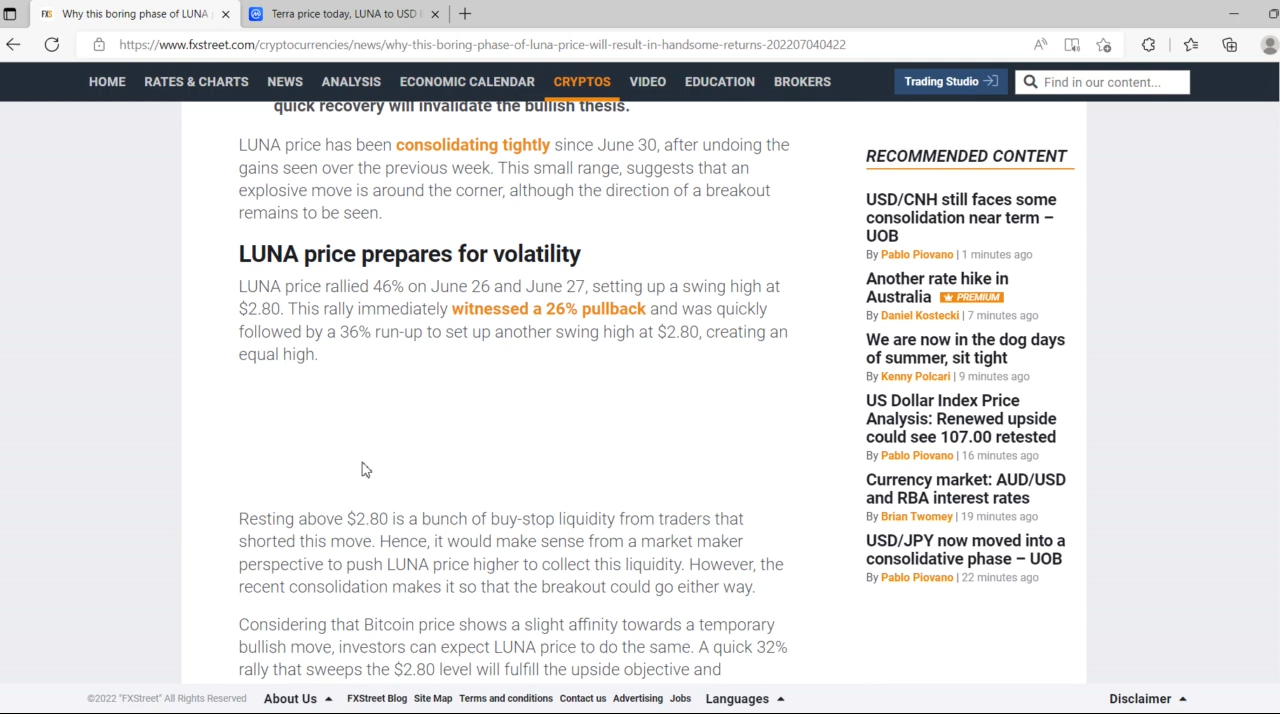 Why this boring phase of LUNA
Terra price today, LUNA to USD
https://www.fxstreet.com/cryptocurrencies/news/why-this-boring-phase-of-luna-price-will-result-in-handsome-returns-202207040422
HOME RATES & CHARTS NEWS ANALYSIS ECONOMIC CALENDAR CRYPTOS VIDEO EDUCATION BROKERS Trading Studio Find in our content...
quick recovery will invalidate the bullish thesis.
LUNA price has been consolidating tightly since June 30, after undoing the
gains seen over the previous week. This small range, suggests that an
explosive move is around the corner, although the direction of a breakout
remains to be seen.
LUNA price prepares for volatility
LUNA price rallied 46% on June 26 and June 27, setting up a swing high at
$2.80. This rally immediately witnessed a 26% pullback and was quickly
followed by a 36% run-up to set up another swing high at $2.80, creating an
equal high.
Resting above $2.80 is a bunch of buy-stop liquidity from traders that
shorted this move. Hence, it would make sense from a market maker
perspective to push LUNA price higher to collect this liquidity. However, the
recent consolidation makes it so that the breakout could go either way.
Considering that Bitcoin price shows a slight affinity towards a temporary
bullish move, investors can expect LUNA price to do the same. A quick 32%
rally that sweeps the $2.80 level will fulfill the upside objective and
RECOMMENDED CONTENT
USD/CNH still faces some
consolidation near term –
UOB
By Pablo Piovano | 1 minutes ago
Another rate hike in
Australia PREMIUM
By Daniel Kostecki | 7 minutes ago
We are now in the dog days
of summer, sit tight
By Kenny Polcari | 9 minutes ago
US Dollar Index Price
Analysis: Renewed upside
could see 107.00 retested
By Pablo Piovano | 16 minutes ago
Currency market: AUD/USD
and RBA interest rates
By Brian Twomey | 19 minutes ago
USD/JPY now moved into a
consolidative phase – UOB
By Pablo Piovano | 22 minutes ago
©2022 "FXStreet" All Rights Reserved About Us FXStreet Blog Site Map Terms and conditions Contact us Advertising Jobs Languages Disclaimer